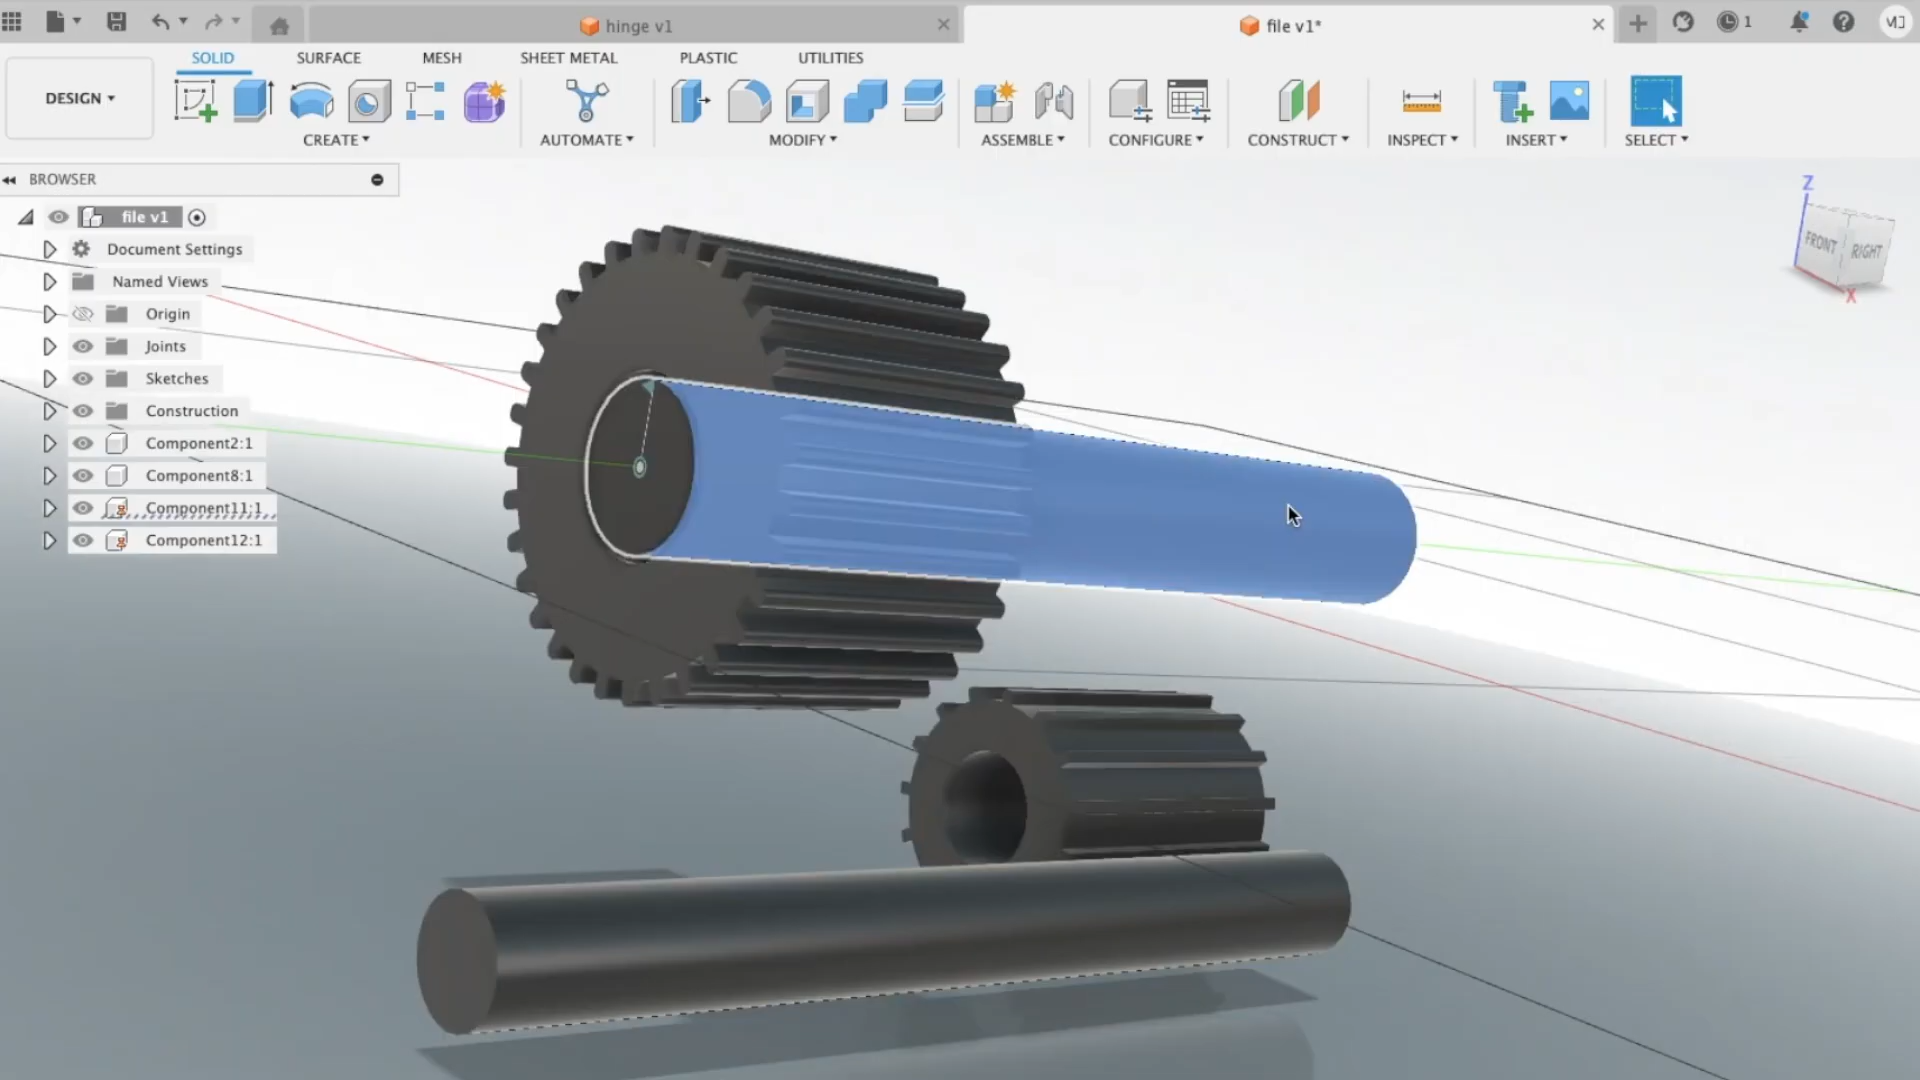 hinge v1
file v1*
1
MJ
DESIGN
SOLID
SURFACE
MESH
SHEET METAL
PLASTIC
UTILITIES
CREATE
AUTOMATE
MODIFY
ASSEMBLE
CONFIGURE
CONSTRUCT
INSPECT
INSERT
SELECT
BROWSER
file v1
Document Settings
Named Views
Origin
Joints
Sketches
Construction
Component2:1
Component8:1
Component11:1
Component12:1
Z
FRONT
RIGHT
X